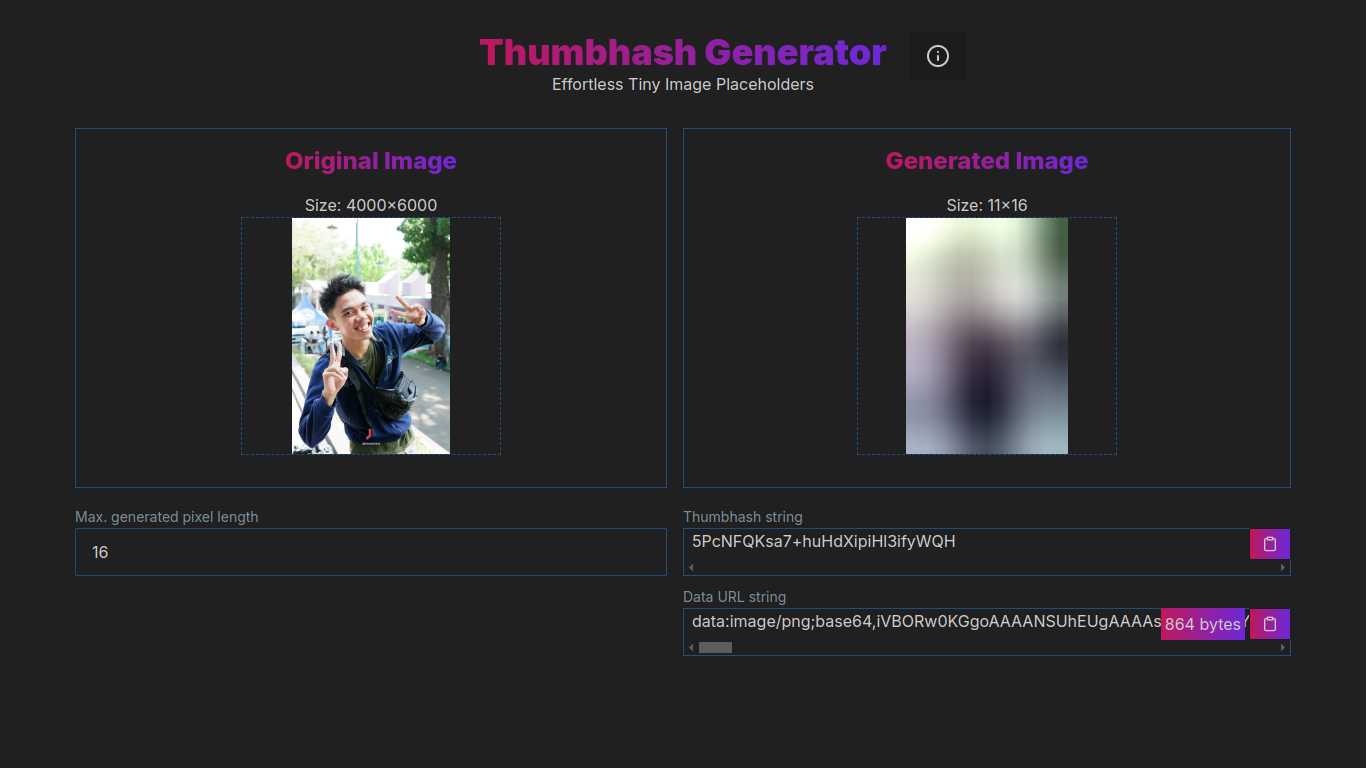 Thumbhash Generator
Effortless Tiny Image Placeholders
Original Image
Size: 4000×6000
Generated Image
Size: 11×16
Max. generated pixel length
16
Thumbhash string
5PcNFQKsa7+huHdXipiHl3ifyWQH
Data URL string
data:image/png;base64,iVBORw0KGgoAAAANSUhEUgAAAAs
864 bytes